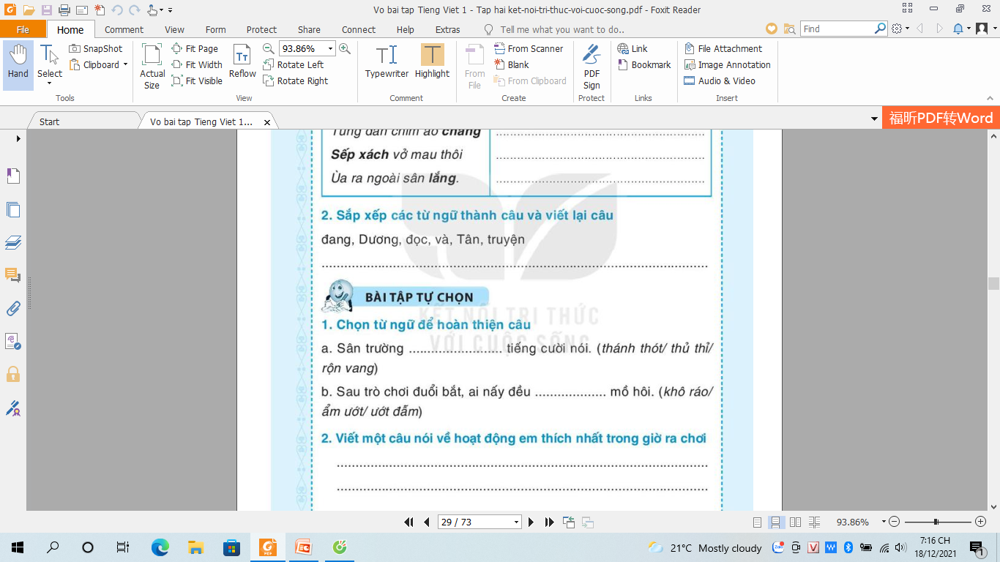 Vo bai tap Tieng Viet 1 - Tap hai ket-noi-tri-thuc-voi-cuoc-song.pdf - Foxit Reader
File Home Comment View Form Protect Share Connect Help Extras Tell me what you want to do.. Find
Hand
Select
SnapShot
Clipboard
Tools
Actual Size
Fit Page
Fit Width
Fit Visible
Reflow
93.86%
Rotate Left
Rotate Right
View
Typewriter
Highlight
Comment
From File
From Scanner
Blank
From Clipboard
Create
PDF Sign
Protect
Link
Bookmark
Links
File Attachment
Image Annotation
Audio & Video
Insert
Start
Vo bai tap Tieng Viet 1...
福昕PDF转Word
Từng đàn chim áo chắng
Sếp xách vở mau thôi
Ùa ra ngoài sân lắng.
2. Sắp xếp các từ ngữ thành câu và viết lại câu
đang, Dương, đọc, và, Tân, truyện
BÀI TẬP TỰ CHỌN
KẾT NỐI TRI THỨC
VỚI CUỘC SỐNG
1. Chọn từ ngữ để hoàn thiện câu
a. Sân trường ......................... tiếng cười nói. (thánh thót/ thủ thỉ/
rộn vang)
b. Sau trò chơi đuổi bắt, ai nấy đều ................... mồ hôi. (khô ráo/
ẩm ướt/ ướt đẫm)
2. Viết một câu nói về hoạt động em thích nhất trong giờ ra chơi
29 / 73
93.86%
21°C Mostly cloudy
7:16 CH
18/12/2021